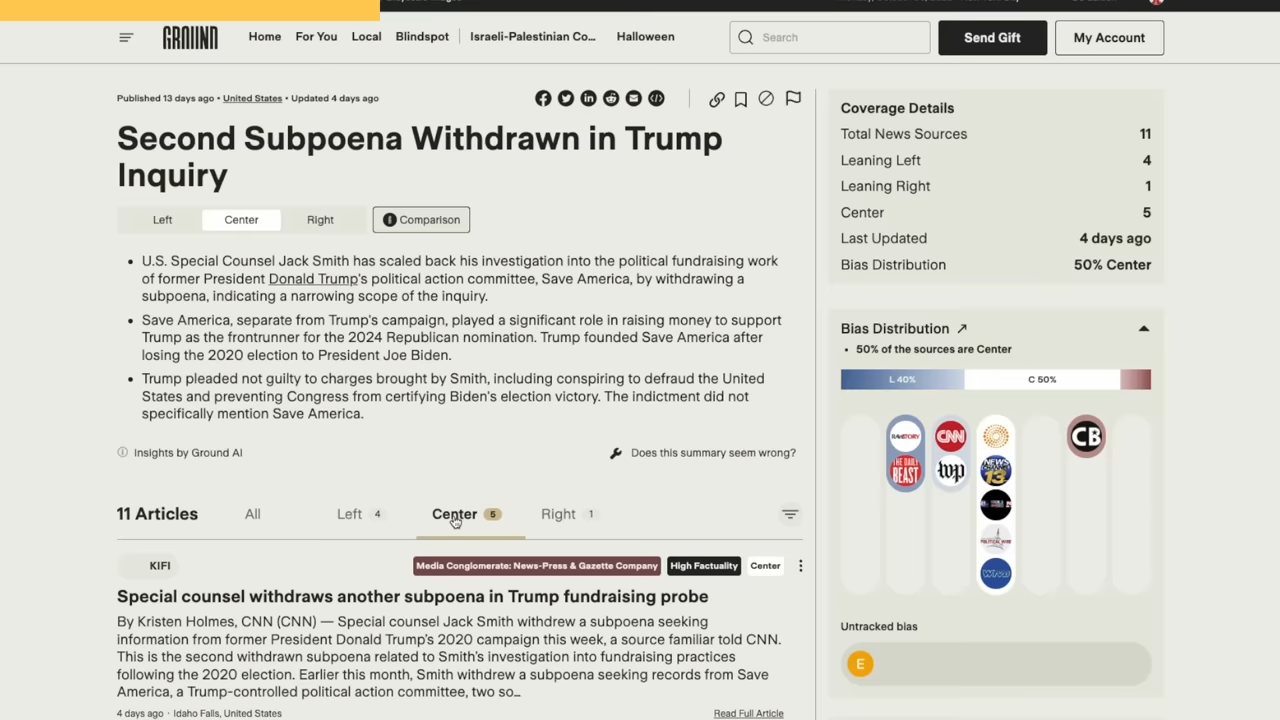 GROUND
Home For You Local Blindspot Israeli-Palestinian Co... Halloween
Search
Send Gift
My Account
Published 13 days ago • United States • Updated 4 days ago
Second Subpoena Withdrawn in Trump
Inquiry
Left Center Right Comparison
• U.S. Special Counsel Jack Smith has scaled back his investigation into the political fundraising work
of former President Donald Trump's political action committee, Save America, by withdrawing a
subpoena, indicating a narrowing scope of the inquiry.
• Save America, separate from Trump's campaign, played a significant role in raising money to support
Trump as the frontrunner for the 2024 Republican nomination. Trump founded Save America after
losing the 2020 election to President Joe Biden.
• Trump pleaded not guilty to charges brought by Smith, including conspiring to defraud the United
States and preventing Congress from certifying Biden's election victory. The indictment did not
specifically mention Save America.
Insights by Ground AI
Does this summary seem wrong?
11 Articles All Left 4 Center 5 Right 1
KIFI
Media Conglomerate: News-Press & Gazette Company High Factuality Center
Special counsel withdraws another subpoena in Trump fundraising probe
By Kristen Holmes, CNN (CNN) — Special counsel Jack Smith withdrew a subpoena seeking
information from former President Donald Trump's 2020 campaign this week, a source familiar told CNN.
This is the second withdrawn subpoena related to Smith's investigation into fundraising practices
following the 2020 election. Earlier this month, Smith withdrew a subpoena seeking records from Save
America, a Trump-controlled political action committee, two so...
4 days ago · Idaho Falls, United States
Read Full Article
Coverage Details
Total News Sources 11
Leaning Left 4
Leaning Right 1
Center 5
Last Updated 4 days ago
Bias Distribution 50% Center
Bias Distribution ↗
• 50% of the sources are Center
L 40% C 50%
RAWSTORY CNN CB
THE DAILY BEAST wp NEWS 13
POLITICAL WIRE
Untracked bias
E